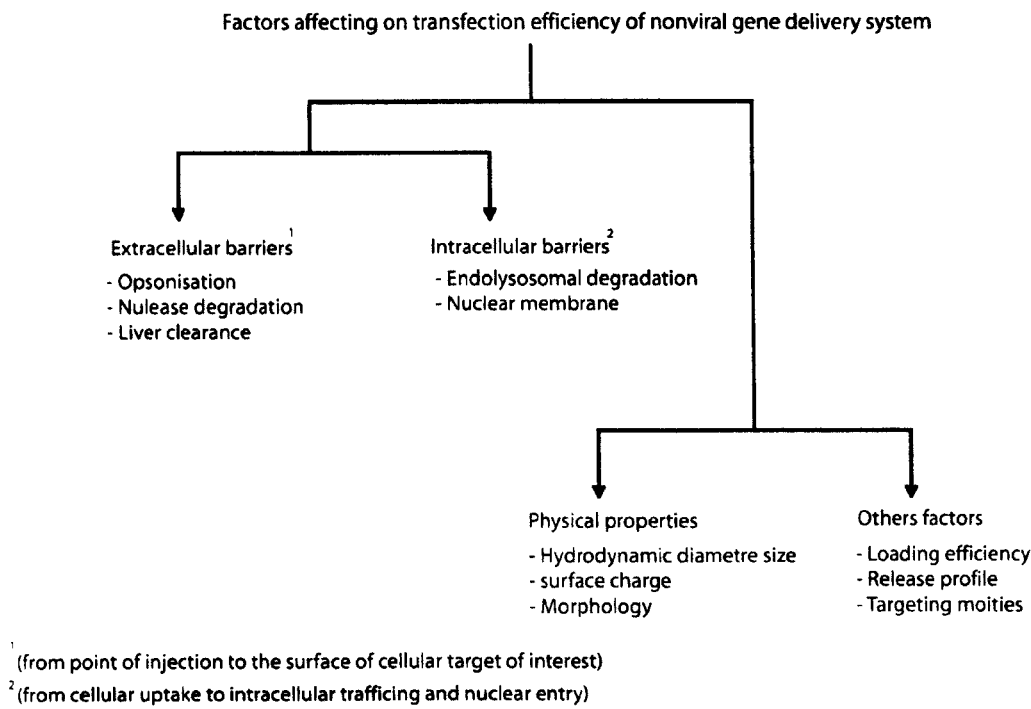 Factors affecting on transfection efficiency of nonviral gene delivery system
Extracellular barriers¹
- Opsonisation
- Nulease degradation
- Liver clearance
Intracellular barriers²
- Endolysosomal degradation
- Nuclear membrane
Physical properties
- Hydrodynamic diametre size
- surface charge
- Morphology
Others factors
- Loading efficiency
- Release profile
- Targeting moities
¹ (from point of injection to the surface of cellular target of interest)
² (from cellular uptake to intracellular trafficing and nuclear entry)